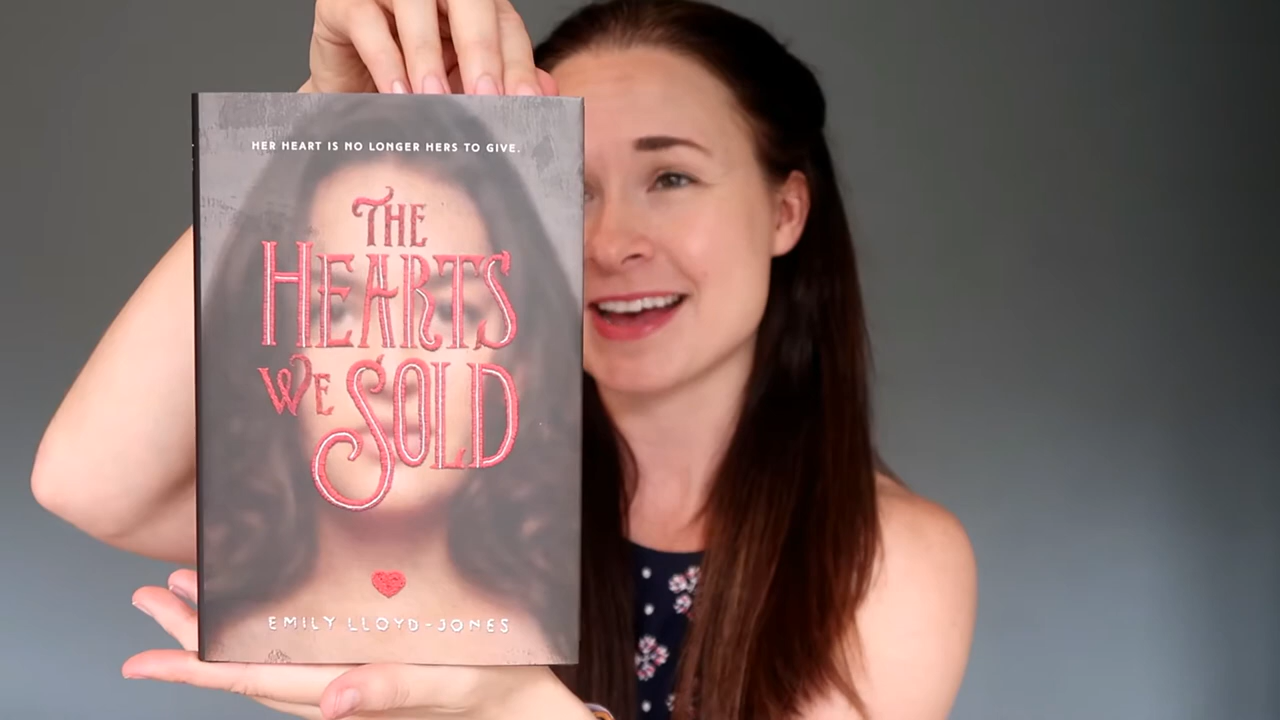 HER HEART IS NO LONGER HERS TO GIVE.
THE
HEARTS
WE SOLD
EMILY LLOYD-JONES